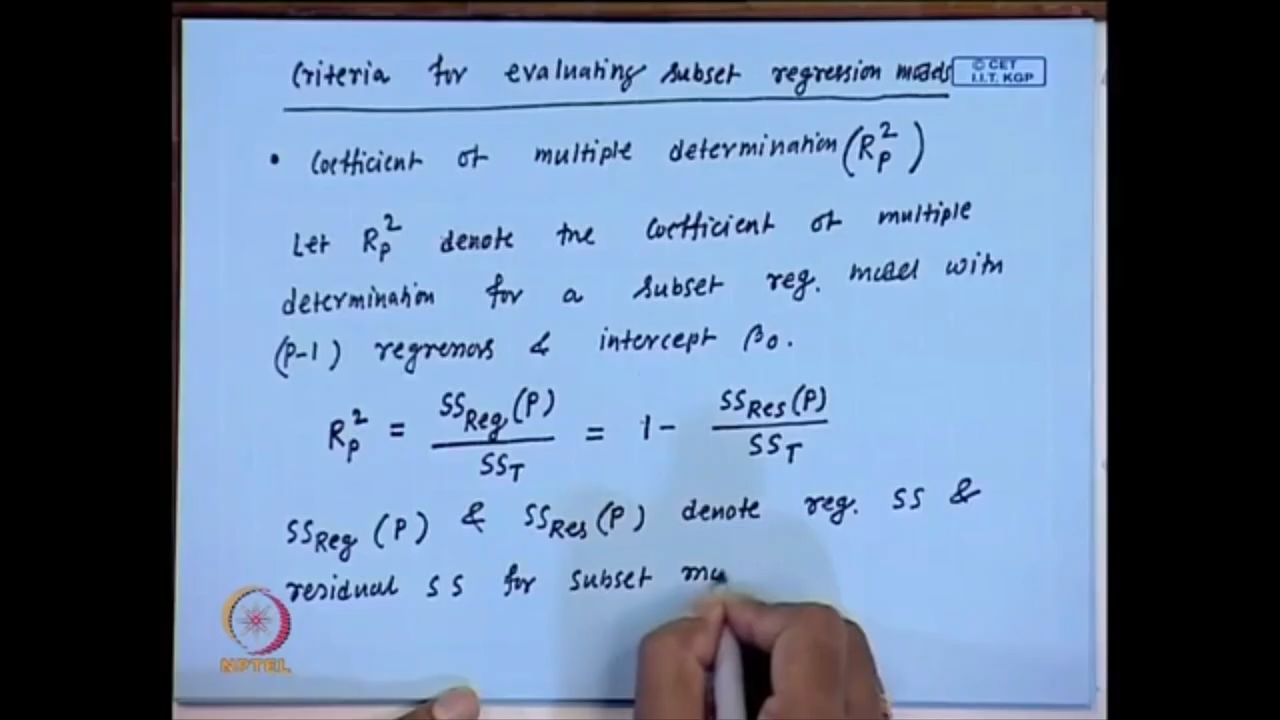 Criteria for evaluating subset regression models
© CET
I.I.T. KGP
• Coefficient of multiple determination (R_p^2)
Let R_p^2 denote the coefficient of multiple
determination for a subset reg. model with
(P-1) regressors & intercept β0.
R_p^2 = SS_Reg(P) / SS_T = 1 - SS_Res(P) / SS_T
SS_Reg (P) & SS_Res(P) denote reg. SS &
residual SS for subset mo
NPTEL